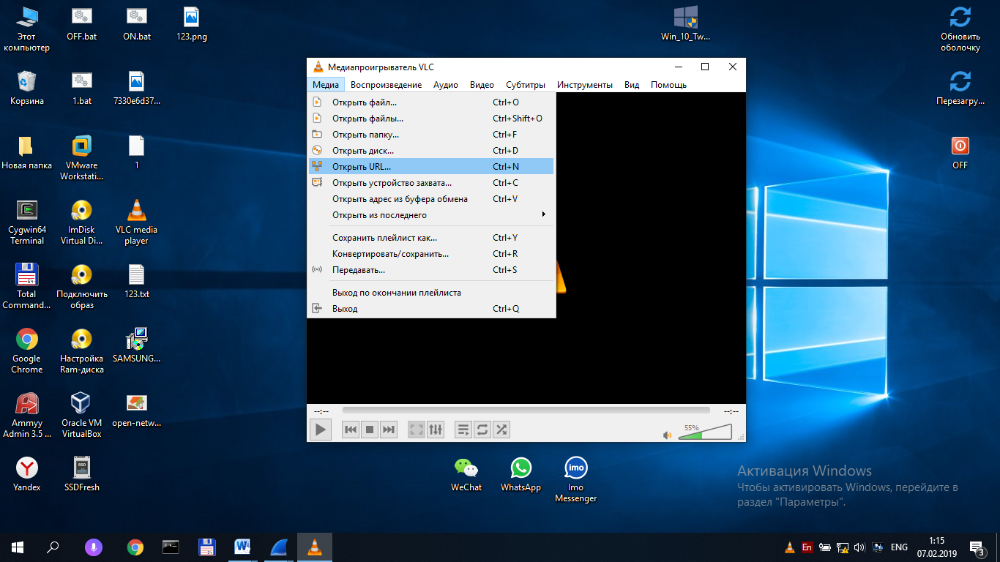 Этот
компьютер
OFF.bat
ON.bat
123.png
Win_10_Tw...
Обновить
оболочку
Корзина
1.bat
7330e6d37...
Перезагру...
Новая папка
VMware
Workstati...
1
OFF
Cygwin64
Terminal
ImDisk
Virtual Di...
VLC media
player
Total
Command...
Подключить
образ
123.txt
Google
Chrome
Настройка
Ram-диска
SAMSUNG...
Ammyy
Admin 3.5 ...
Oracle VM
VirtualBox
open-netw...
Yandex
SSD
SSDFresh
Медиапроигрыватель VLC
Медиа Воспроизведение Аудио Видео Субтитры Инструменты Вид Помощь
Открыть файл... Ctrl+O
Открыть файлы... Ctrl+Shift+O
Открыть папку... Ctrl+F
Открыть диск... Ctrl+D
Открыть URL... Ctrl+N
Открыть устройство захвата... Ctrl+C
Открыть адрес из буфера обмена Ctrl+V
Открыть из последнего
Сохранить плейлист как... Ctrl+Y
Конвертировать/сохранить... Ctrl+R
Передавать... Ctrl+S
Выход по окончании плейлиста
Выход Ctrl+Q
--:-- --:--
55%
WeChat
WhatsApp
imo
Imo
Messenger
Активация Windows
Чтобы активировать Windows, перейдите в
раздел "Параметры".
En
ENG
1:15
07.02.2019
3